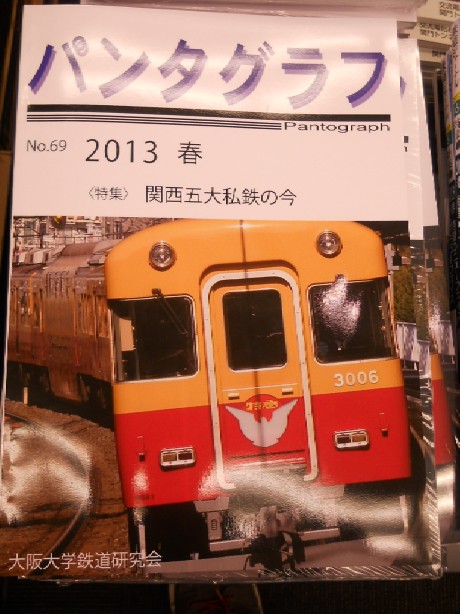 パンタグラフ
Pantograph
No.69 2013 春
〈特集〉 関西五大私鉄の今
3006
大阪大学鉄道研究会